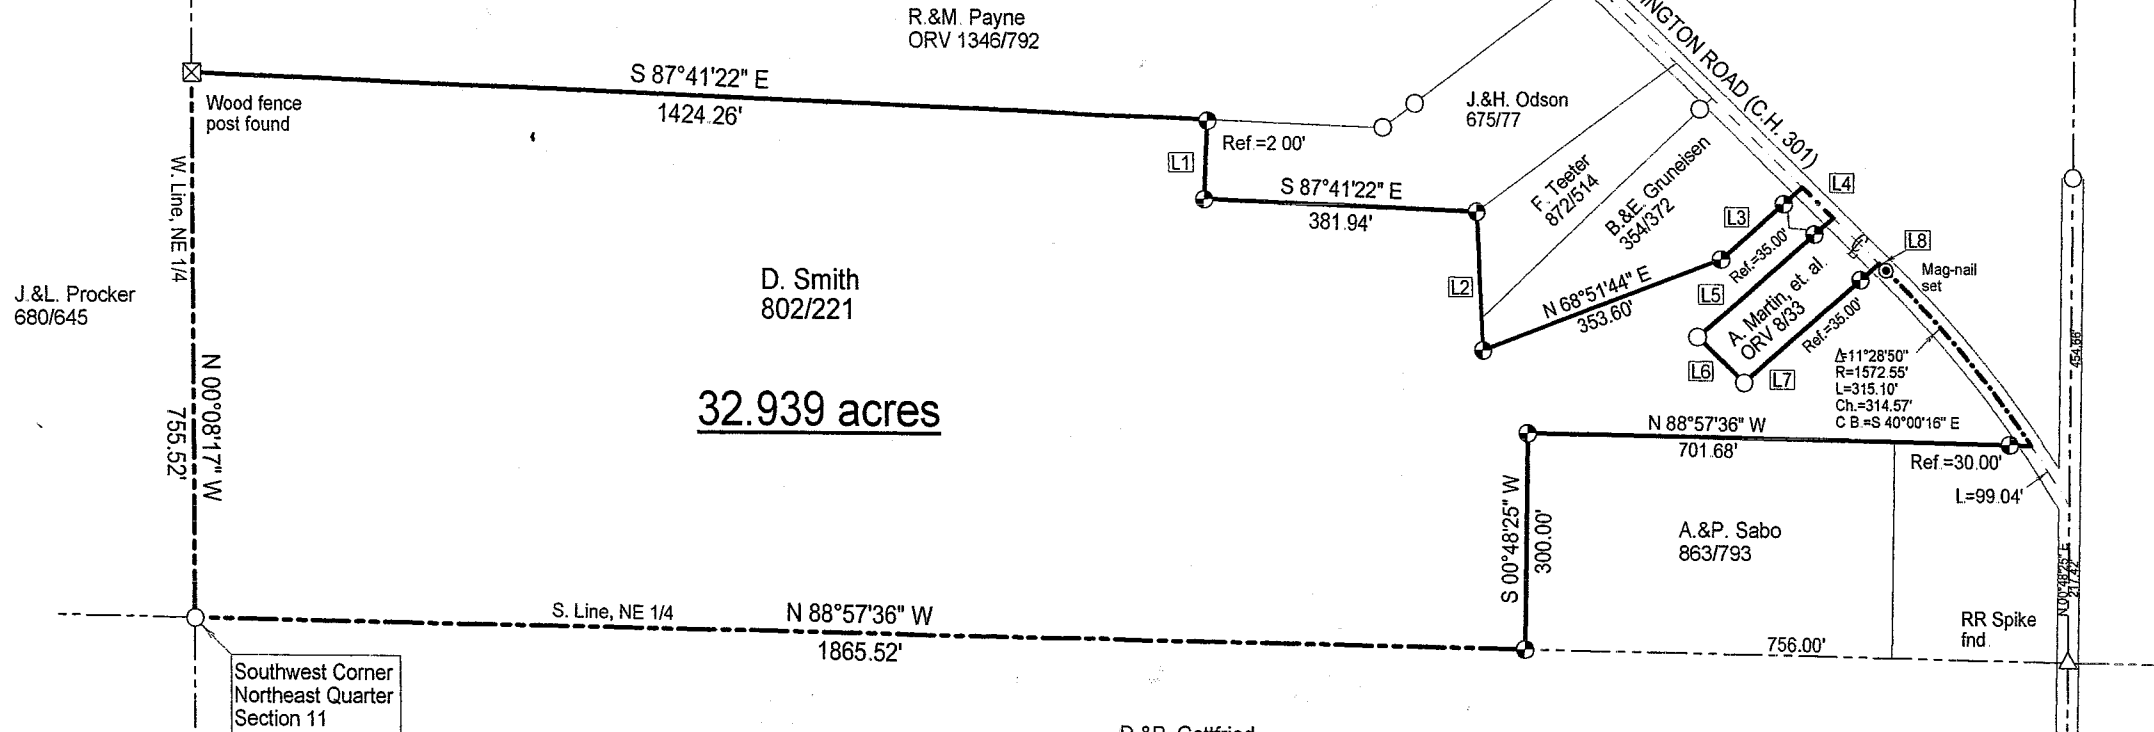 R.&M. Payne
ORV 1346/792
INGTON ROAD (C.H. 301)
S 87°41'22" E
1424.26'
Wood fence
post found
W. Line, NE 1/4
J.&H. Odson
675/77
Ref.=2.00'
L1
S 87°41'22" E
381.94'
F. Teeter
872/514
B.&E. Gruneisen
354/372
L4
L3
Ref.=35.00'
L8
Mag-nail
set
L2
N 68°51'44" E
353.60'
L5
A. Martin, et. al.
ORV 8/33
Ref.=35.00'
L6
L7
D. Smith
802/221
J.&L. Procker
680/645
N 00°08'17" W
755.52'
32.939 acres
Δ=11°28'50"
R=1572.55'
L=315.10'
Ch.=314.57'
C.B.=S 40°00'16" E
454.66'
N 88°57'36" W
701.68'
Ref.=30.00'
L=99.04'
S 00°48'25" W
300.00'
A.&P. Sabo
863/793
N 00°48'25" E
217.42'
RR Spike
fnd.
S. Line, NE 1/4
N 88°57'36" W
1865.52'
756.00'
Southwest Corner
Northeast Quarter
Section 11